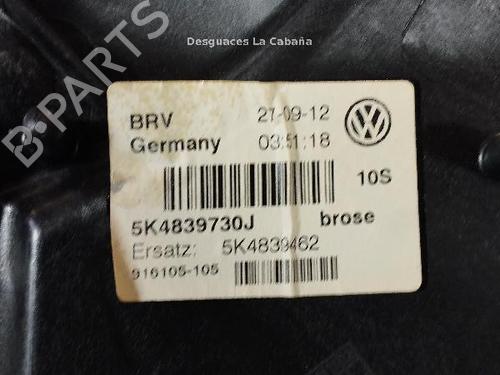 Desguaces La Cabaña
B-PARTS
BRV 27-09-12
Germany 03:51:18
10S
5K4839730J brose
Ersatz: 5K4839462
916105-105